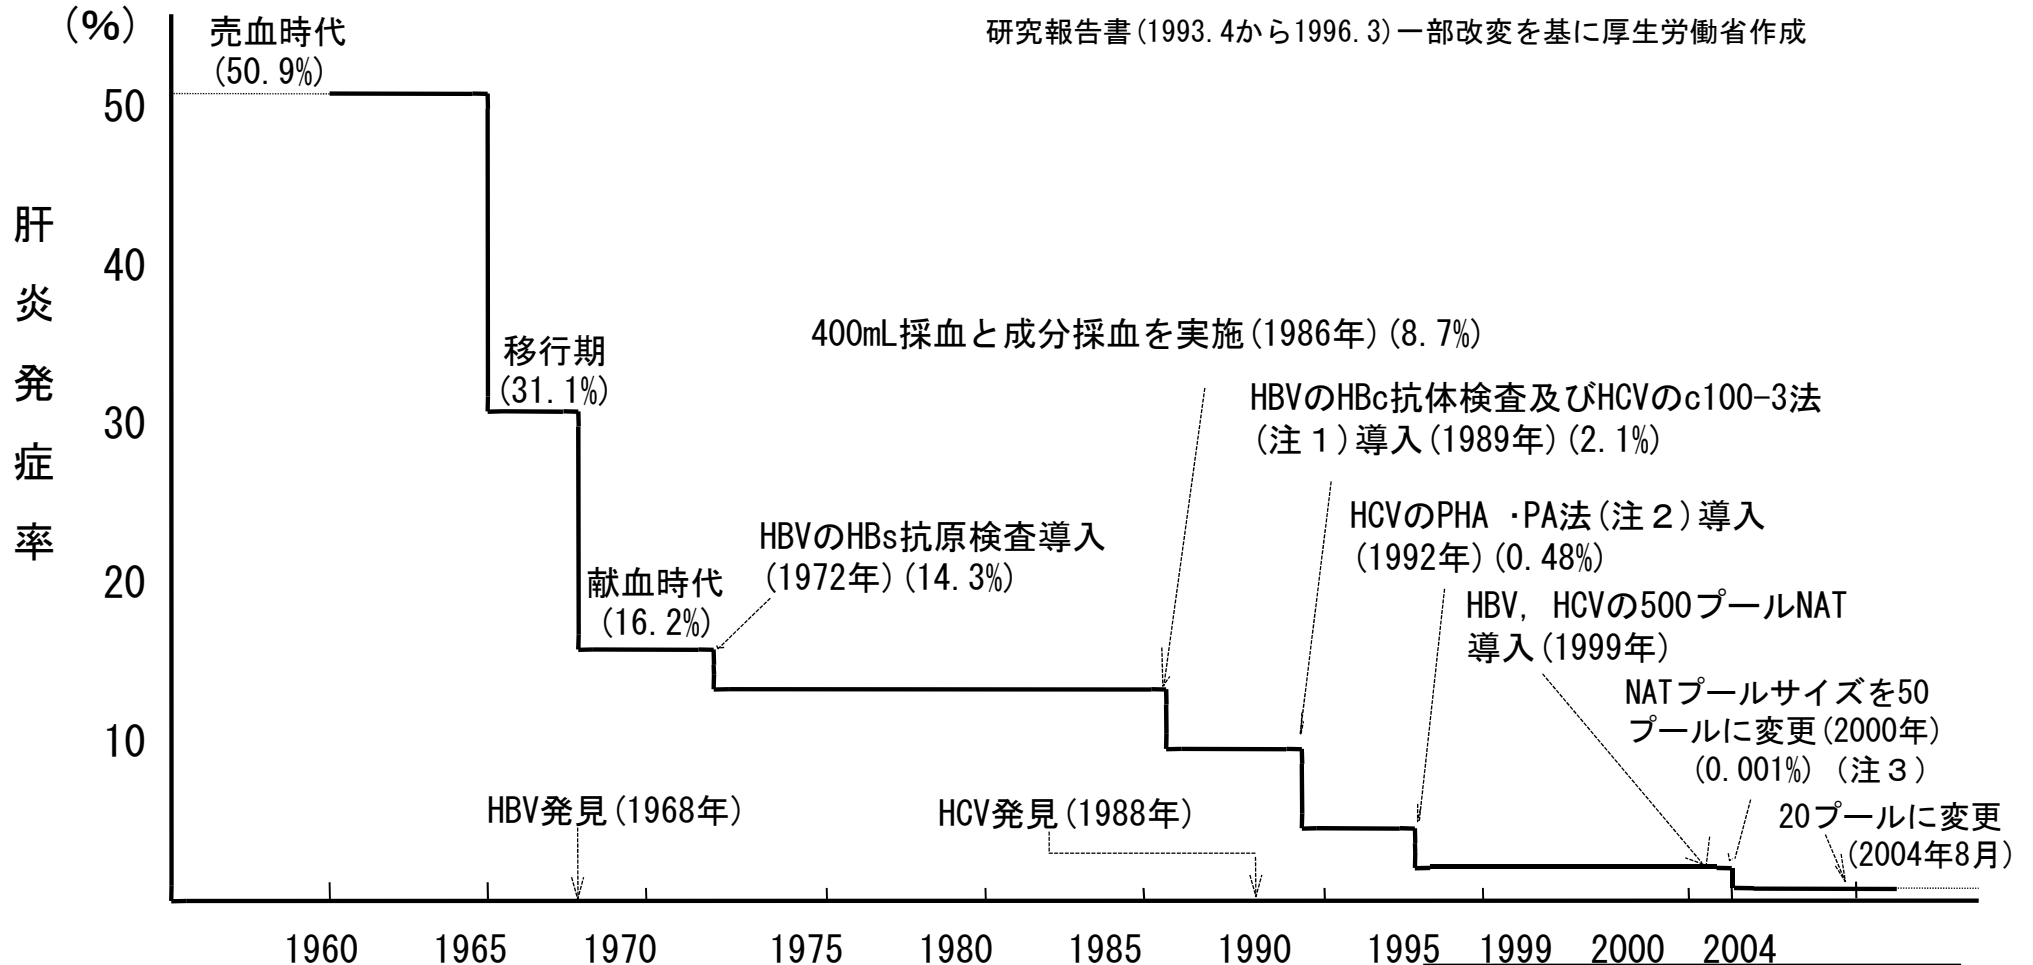 (%)
売血時代
(50.9%)
研究報告書(1993.4から1996.3)一部改変を基に厚生労働省作成
50
肝炎発症率
40
400mL採血と成分採血を実施(1986年)(8.7%)
移行期
(31.1%)
HBVのHBc抗体検査及びHCVのc100-3法
(注1)導入(1989年)(2.1%)
30
HCVのPHA・PA法(注2)導入
(1992年)(0.48%)
HBVのHBs抗原検査導入
(1972年)(14.3%)
20
献血時代
(16.2%)
HBV, HCVの500プールNAT
導入(1999年)
NATプールサイズを50
プールに変更(2000年)
(0.001%)(注3)
10
HBV発見(1968年)
HCV発見(1988年)
20プールに変更
(2004年8月)
1960 1965 1970 1975 1980 1985 1990 1995 1999 2000 2004